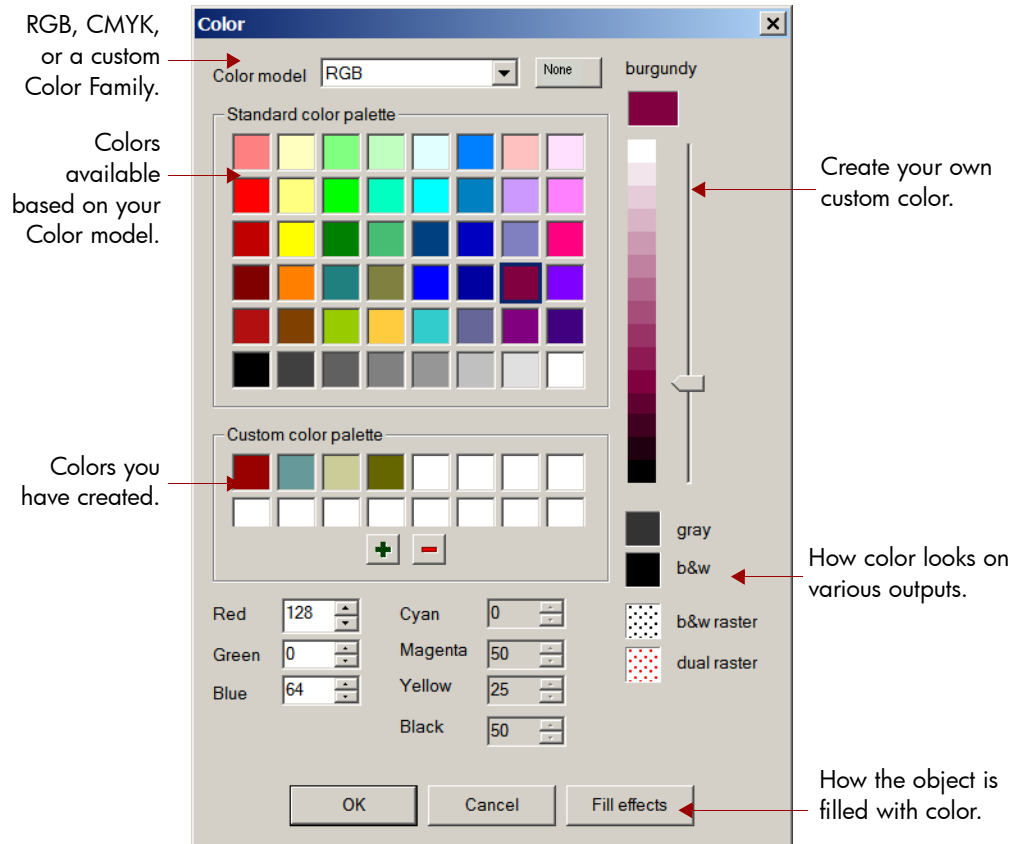 Color
RGB, CMYK,
or a custom
Color Family.
Color model
RGB
None
burgundy
Standard color palette
Colors
available
based on your
Color model.
Create your own
custom color.
Custom color palette
Colors you
have created.
gray
b&w
b&w raster
dual raster
How color looks on
various outputs.
Red 128
Green 0
Blue 64
Cyan 0
Magenta 50
Yellow 25
Black 50
OK
Cancel
Fill effects
How the object is
filled with color.